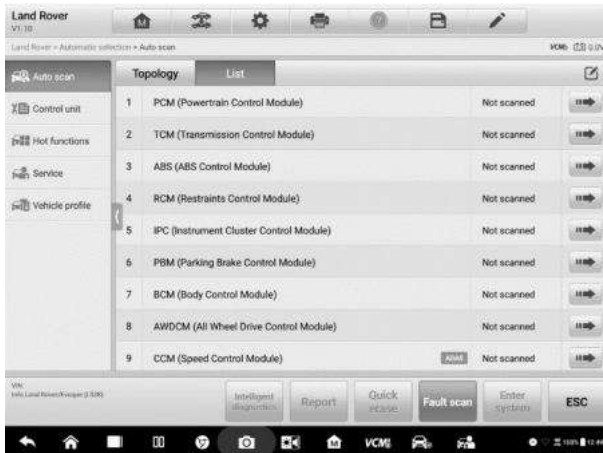 Land Rover
V1.10
Land Rover > Automatic selection > Auto scan
VCMI
Auto scan
Control unit
Hot functions
Service
Vehicle profile
Topology
List
1 PCM (Powertrain Control Module) Not scanned
2 TCM (Transmission Control Module) Not scanned
3 ABS (ABS Control Module) Not scanned
4 RCM (Restraints Control Module) Not scanned
5 IPC (Instrument Cluster Control Module) Not scanned
6 PBM (Parking Brake Control Module) Not scanned
7 BCM (Body Control Module) Not scanned
8 AWDCM (All Wheel Drive Control Module) Not scanned
9 CCM (Speed Control Module) ADAS Not scanned
Intelligent diagnostics
Report
Quick erase
Fault scan
Enter system
ESC
VCMI